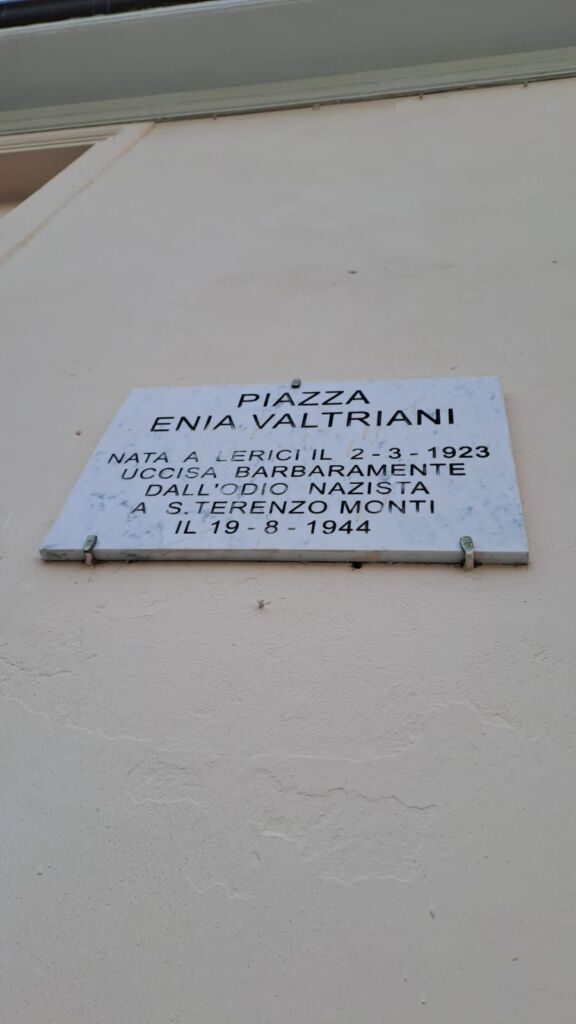 PIAZZA
ENIA VALTRIANI
NATA A LERICI IL 2-3-1923
UCCISA BARBARAMENTE
DALL'ODIO NAZISTA
A S.TERENZO MONTI
IL 19-8-1944